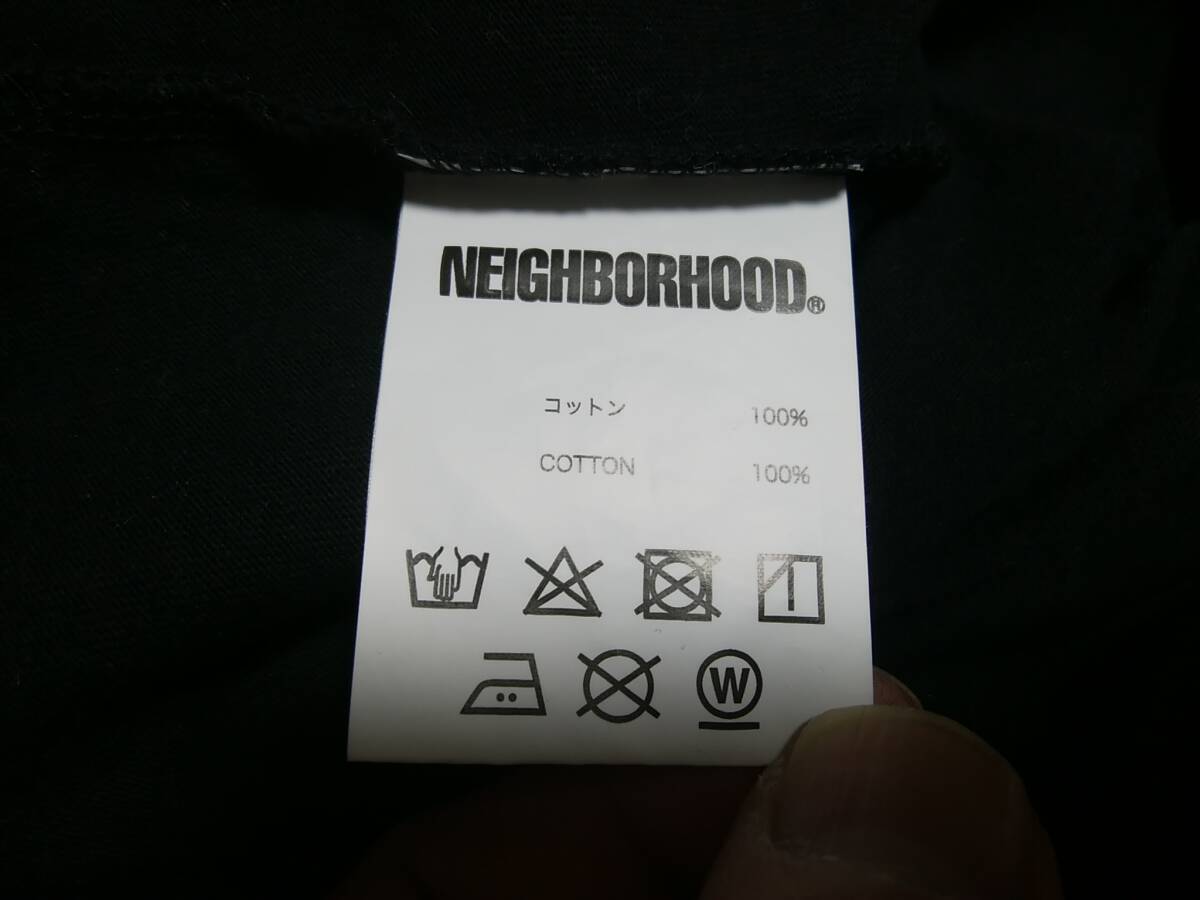 NEIGHBORHOOD®
コットン 100%
COTTON 100%
W